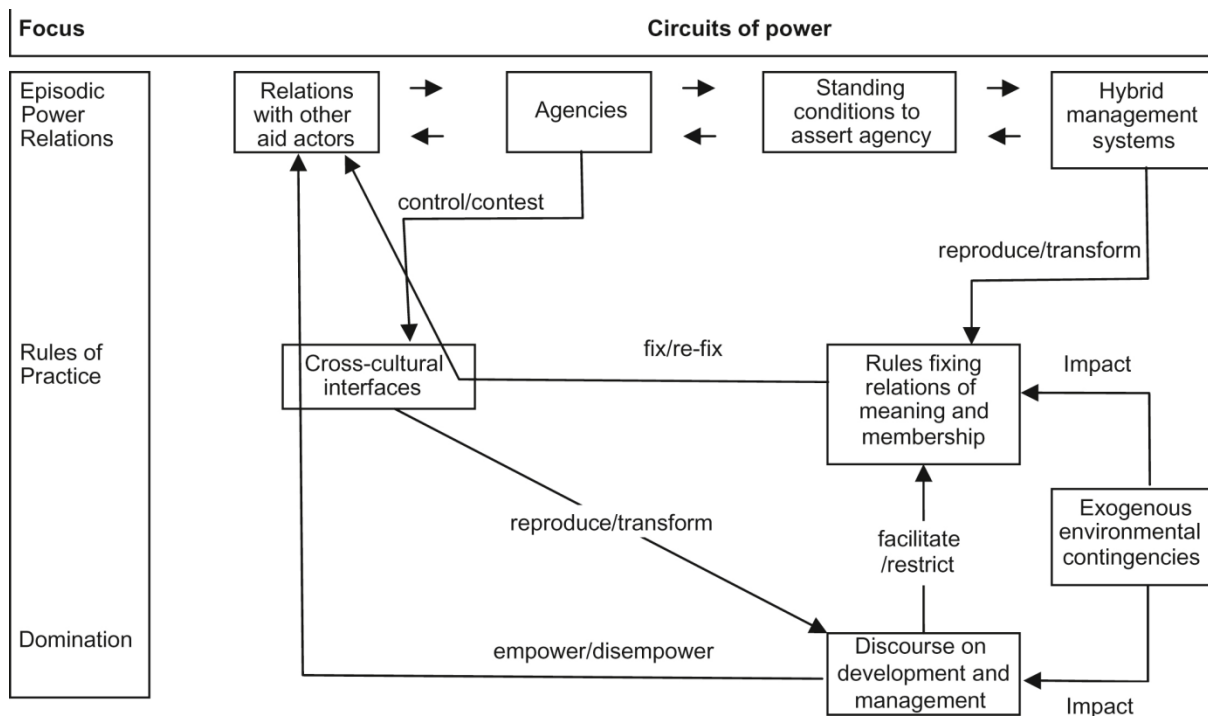 Focus
Circuits of power
Episodic
Power
Relations
Relations
with other
aid actors
Agencies
Standing
conditions to
assert agency
Hybrid
management
systems
control/contest
reproduce/transform
Rules of
Practice
Cross-cultural
interfaces
fix/re-fix
Rules fixing
relations of
meaning and
membership
Impact
reproduce/transform
facilitate
/restrict
Exogenous
environmental
contingencies
Domination
empower/disempower
Discourse on
development and
management
Impact